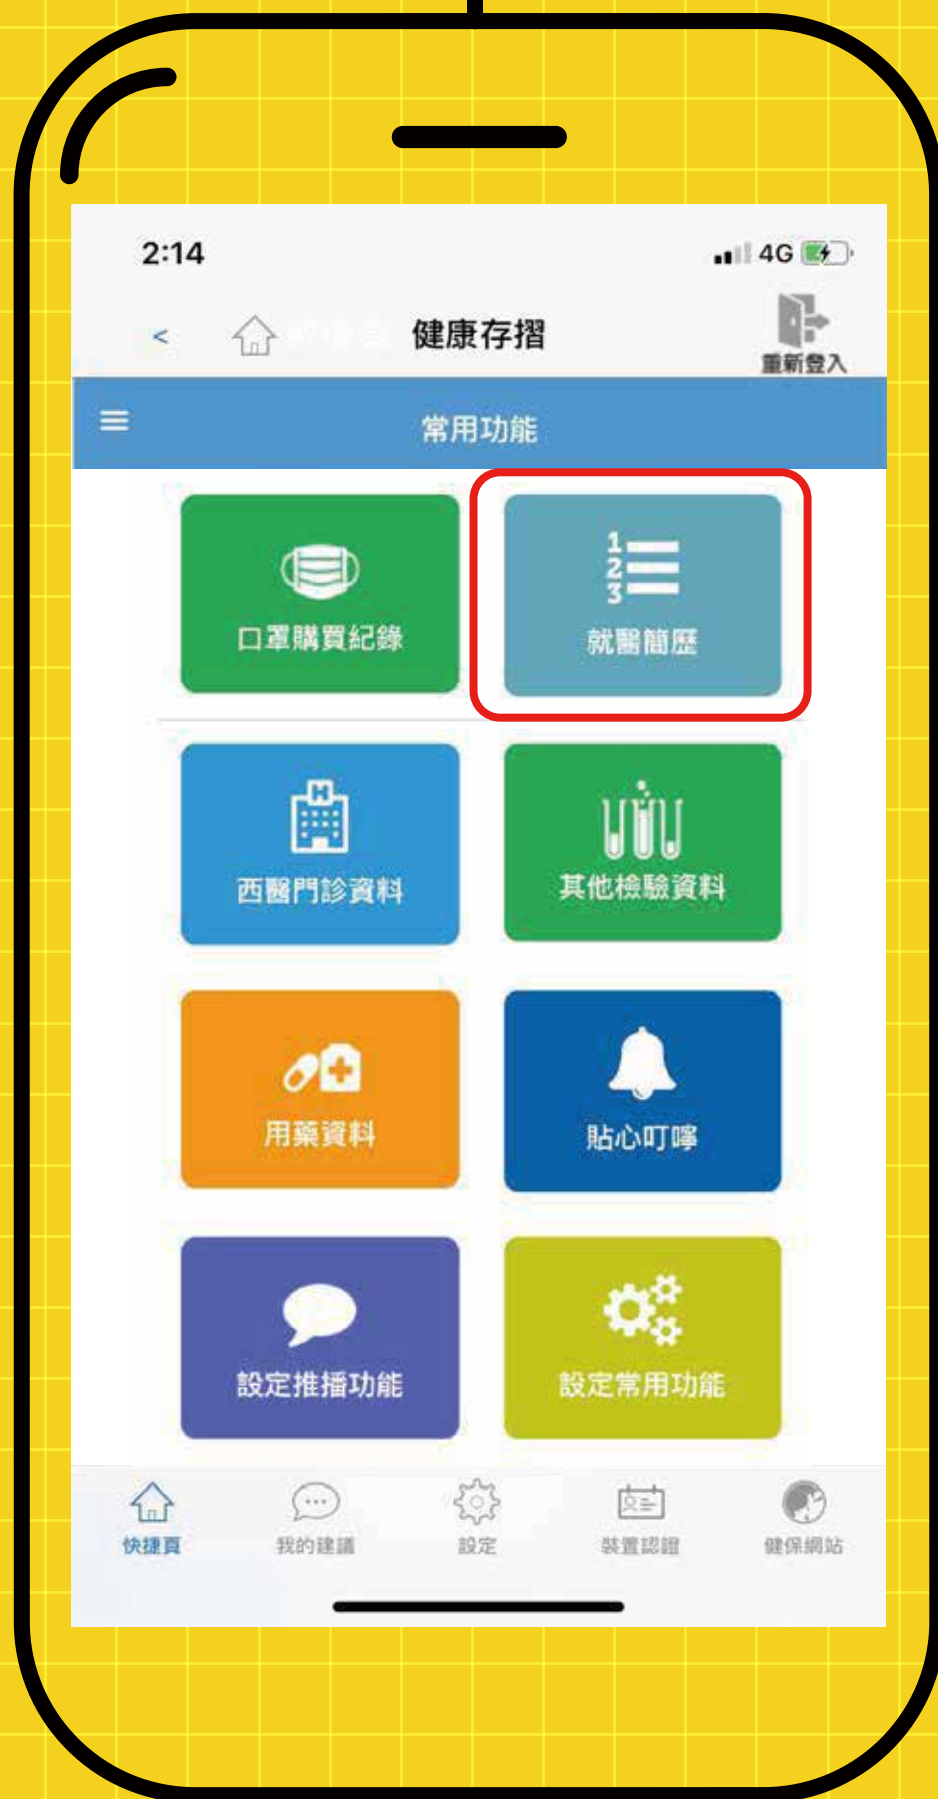 2:14 4G
< 健康存摺
重新登入
常用功能
1
2
3
口罩購買紀錄
就醫簡歷
H
西醫門診資料
其他檢驗資料
用藥資料
貼心叮嚀
設定推播功能
設定常用功能
快捷頁 我的建議 設定 裝置認證 健保網站